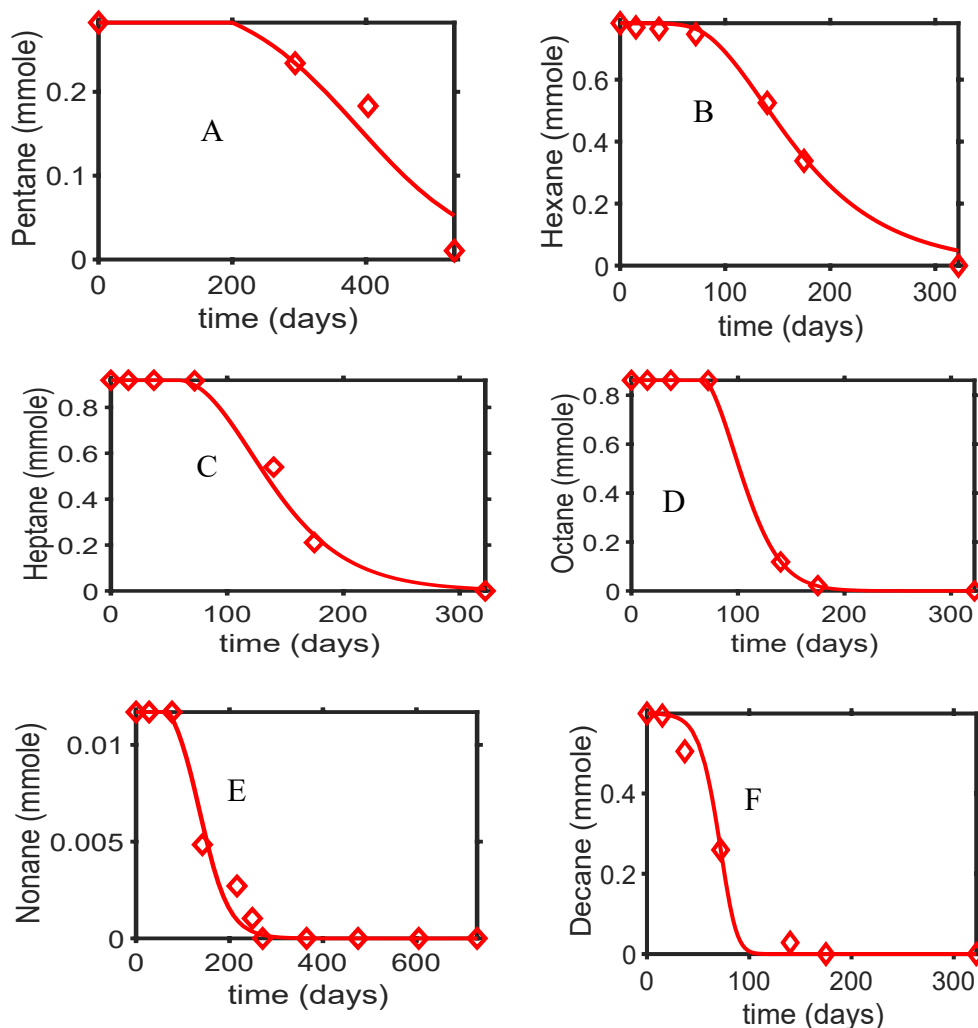 Pentane (mmole)
0.2
0.1
0
A
0 200 400
time (days)
Hexane (mmole)
0.6
0.4
0.2
0
B
0 100 200 300
time (days)
Heptane (mmole)
0.8
0.6
0.4
0.2
0
C
0 100 200 300
time (days)
Octane (mmole)
0.8
0.6
0.4
0.2
0
D
0 100 200 300
time (days)
Nonane (mmole)
0.01
0.005
0
E
0 200 400 600
time (days)
Decane (mmole)
0.4
0.2
0
F
0 100 200 300
time (days)